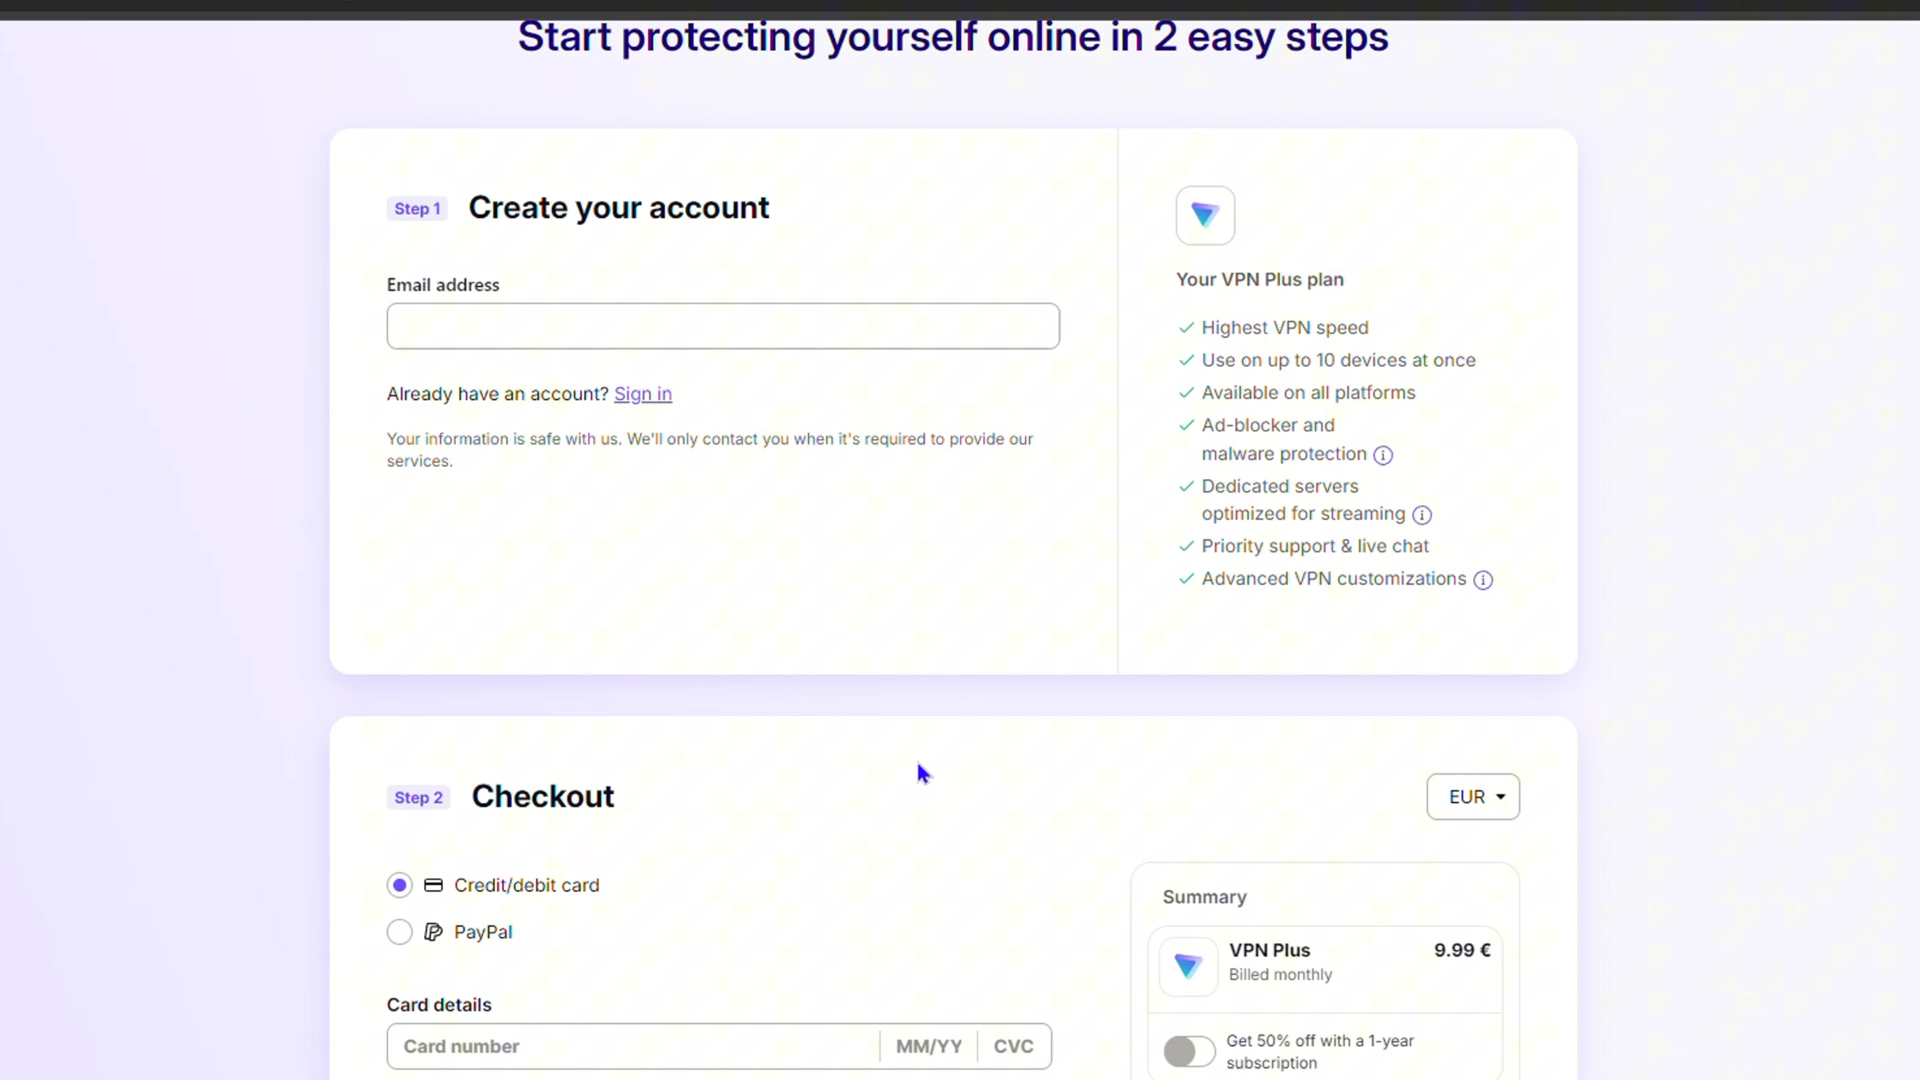 Start protecting yourself online in 2 easy steps
Step 1 Create your account
Email address
Already have an account? Sign in
Your information is safe with us. We'll only contact you when it's required to provide our
services.
Your VPN Plus plan
Highest VPN speed
Use on up to 10 devices at once
Available on all platforms
Ad-blocker and
malware protection
Dedicated servers
optimized for streaming
Priority support & live chat
Advanced VPN customizations
Step 2 Checkout
EUR
Credit/debit card
PayPal
Card details
Card number MM/YY CVC
Summary
VPN Plus 9.99 €
Billed monthly
Get 50% off with a 1-year
subscription